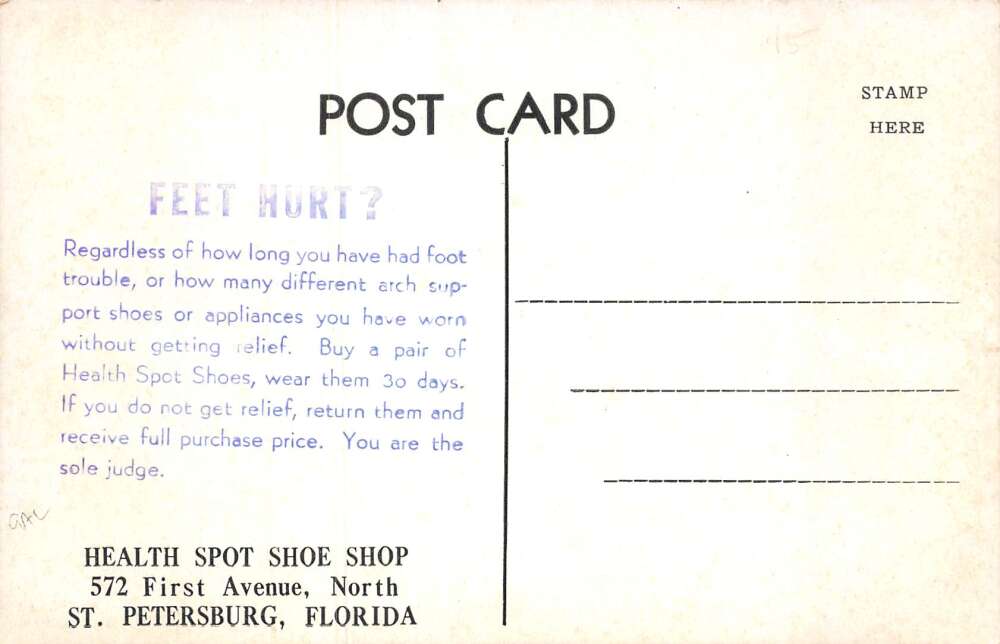 15
POST CARD
STAMP
HERE
FEET HURT?
Regardless of how long you have had foot
trouble, or how many different arch sup-
port shoes or appliances you have worn
without getting relief. Buy a pair of
Health Spot Shoes, wear them 30 days.
If you do not get relief, return them and
receive full purchase price. You are the
sole judge.
HEALTH SPOT SHOE SHOP
572 First Avenue, North
ST. PETERSBURG, FLORIDA